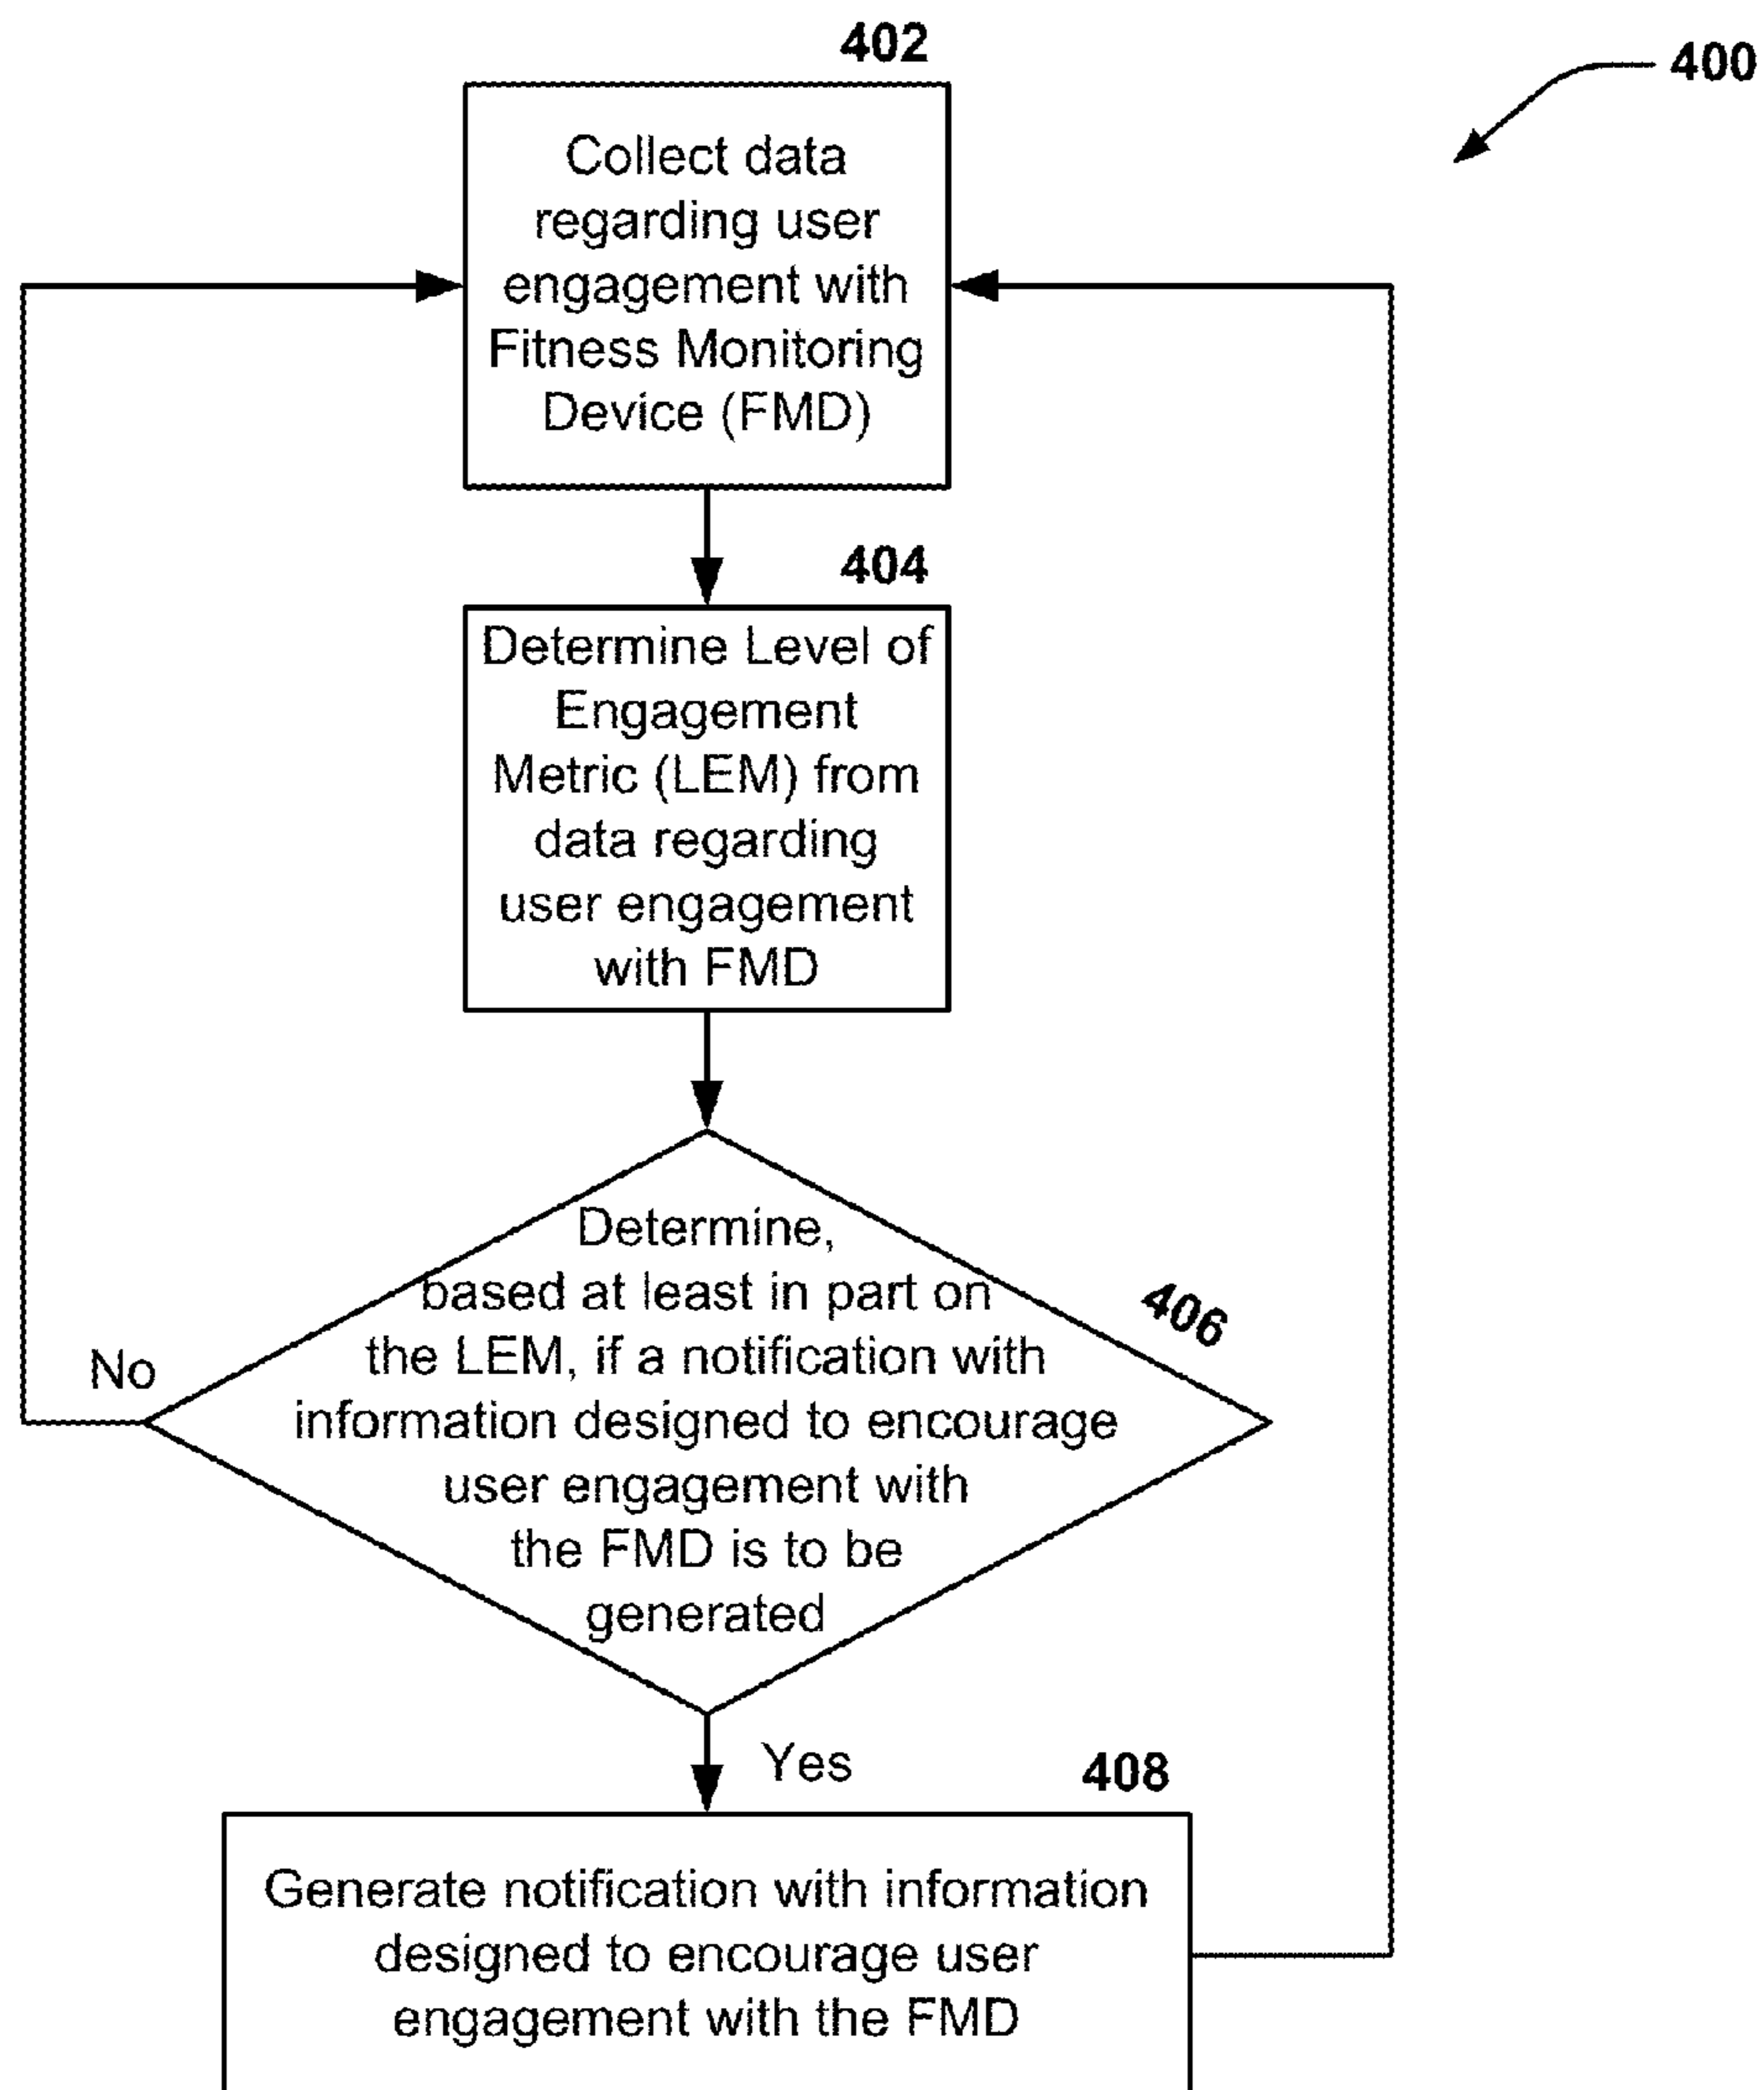 402
400
Collect data
regarding user
engagement with
Fitness Monitoring
Device (FMD)
404
Determine Level of
Engagement
Metric (LEM) from
data regarding
user engagement
with FMD
406
Determine,
based at least in part on
the LEM, if a notification with
information designed to encourage
user engagement with
the FMD is to be
generated
No
Yes
408
Generate notification with information
designed to encourage user
engagement with the FMD